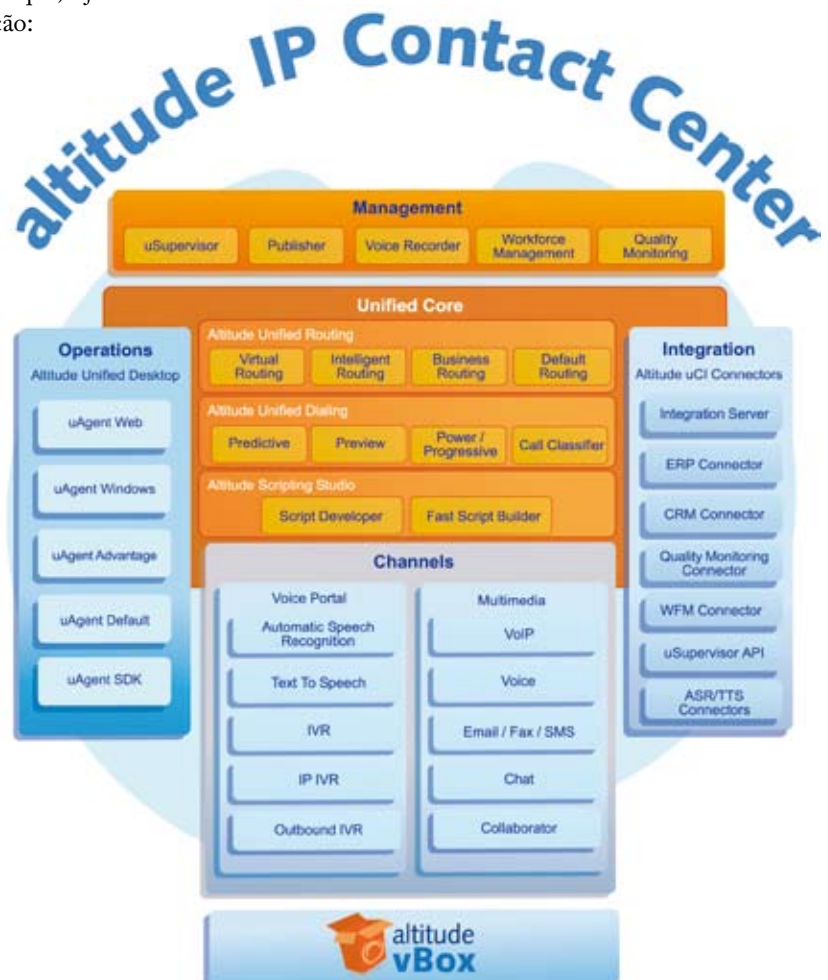 ção:
altitude IP Contact Center
Management
uSupervisor
Publisher
Voice Recorder
Workforce
Management
Quality
Monitoring
Unified Core
Altitude Unified Routing
Virtual
Routing
Intelligent
Routing
Business
Routing
Default
Routing
Altitude Unified Dialing
Predictive
Preview
Power /
Progressive
Call Classifier
Altitude Scripting Studio
Script Developer
Fast Script Builder
Operations
Altitude Unified Desktop
uAgent Web
uAgent Windows
uAgent Advantage
uAgent Default
uAgent SDK
Channels
Voice Portal
Automatic Speech
Recognition
Text To Speech
IVR
IP IVR
Outbound IVR
Multimedia
VoIP
Voice
Email / Fax / SMS
Chat
Collaborator
Integration
Altitude uCI Connectors
Integration Server
ERP Connector
CRM Connector
Quality Monitoring
Connector
WFM Connector
uSupervisor API
ASR/TTS
Connectors
altitude
vBox